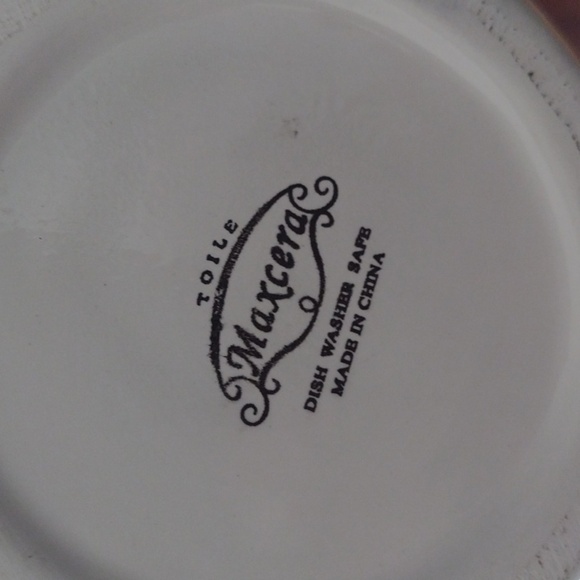 TOILE
Maxcera
DISH WASHER SAFE
MADE IN CHINA